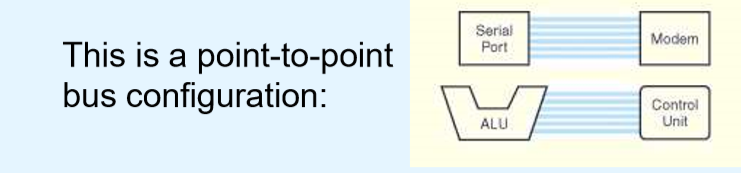 This is a point-to-point
bus configuration:
Serial
Port
Modem
ALU
Control
Unit